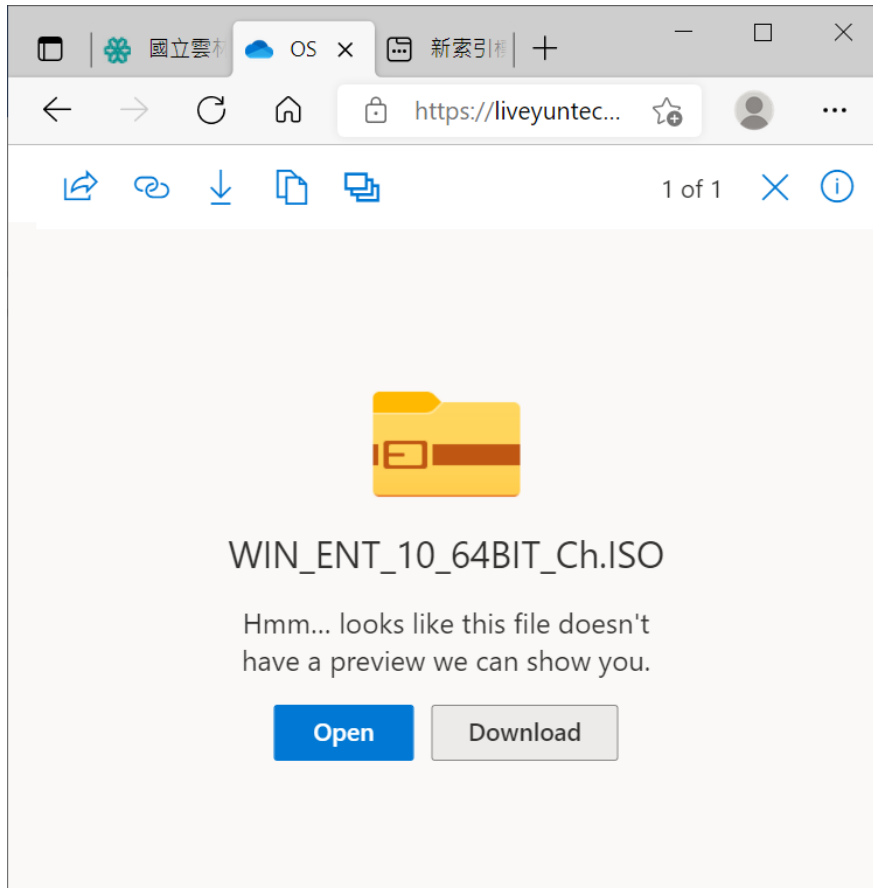 國立雲
OS
新索引
https://liveyuntec...
1 of 1
WIN_ENT_10_64BIT_Ch.ISO
Hmm... looks like this file doesn't
have a preview we can show you.
Open
Download